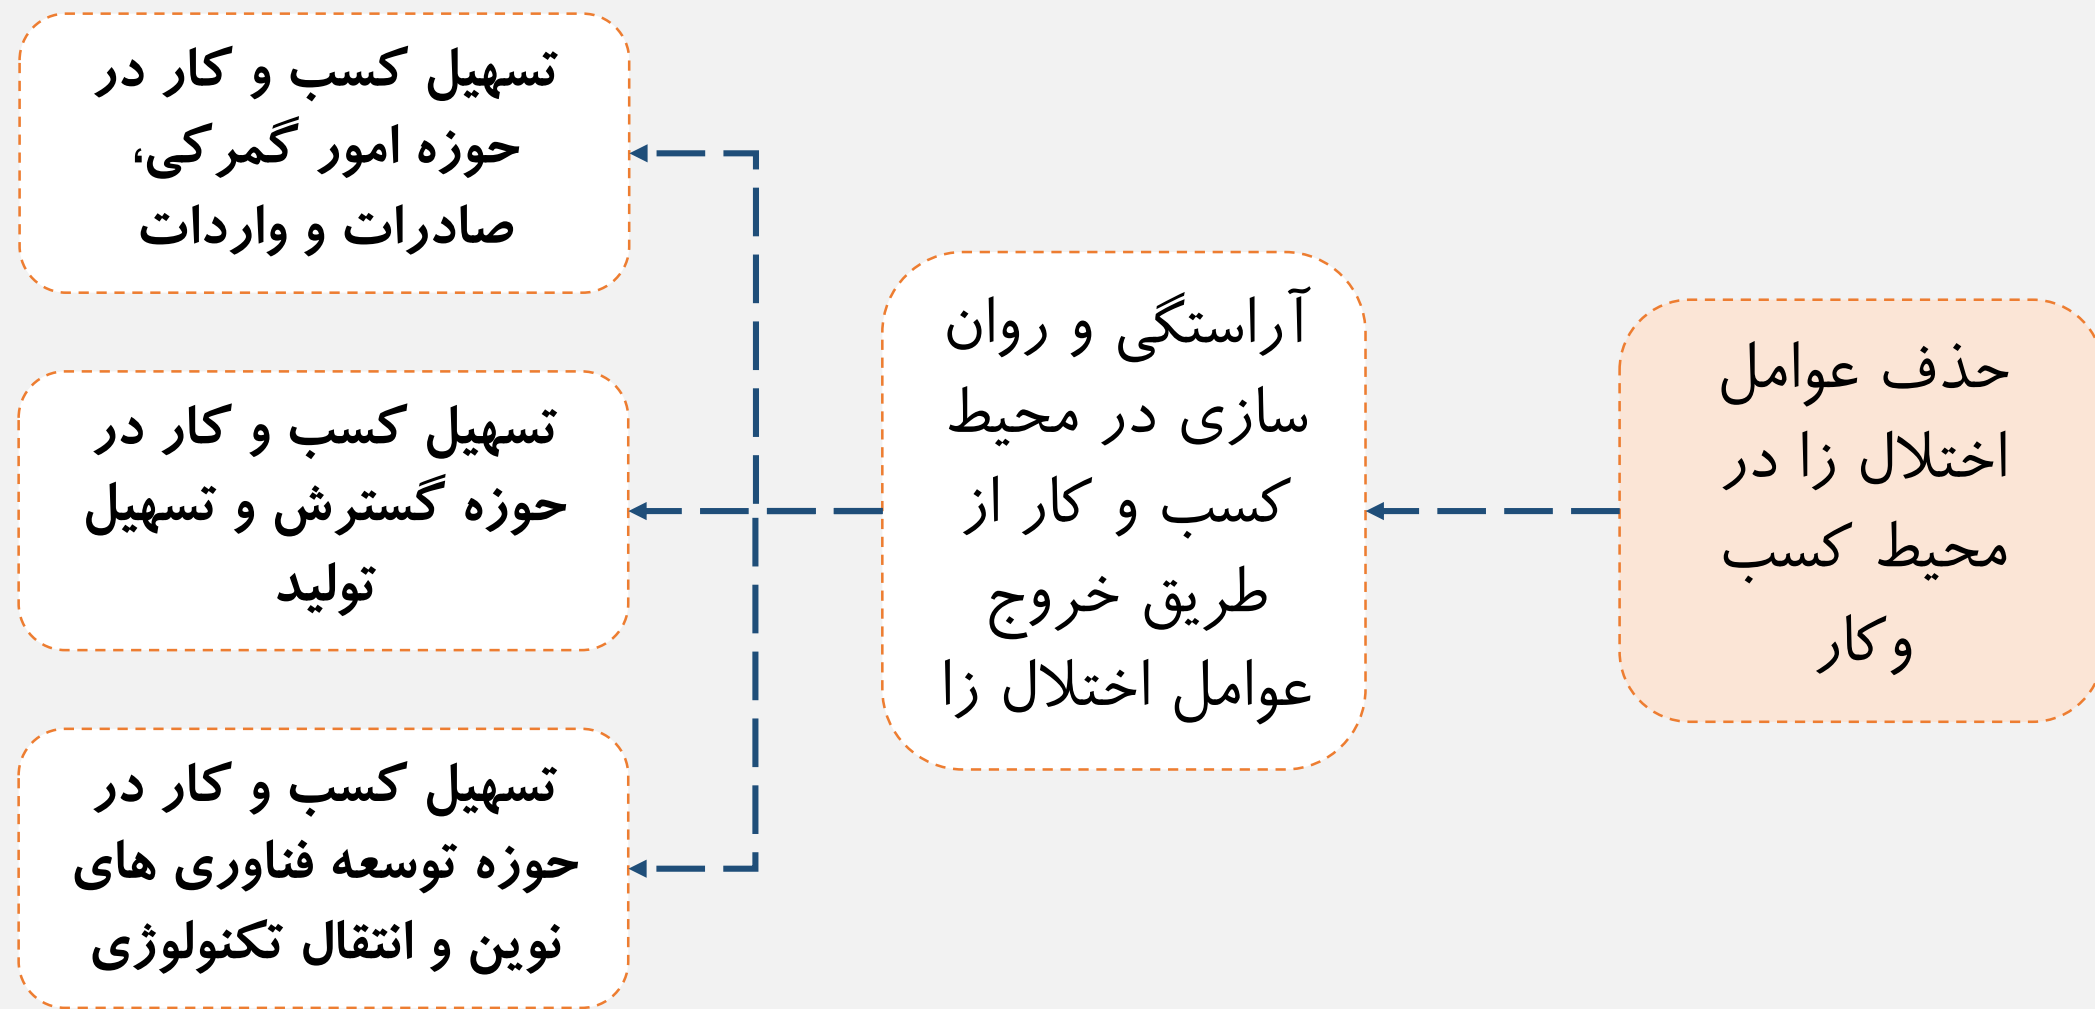 حذف عوامل
اختلال زا در
محیط کسب
وکار
آراستگی و روان
سازی در محیط
کسب و کار از
طریق خروج
عوامل اختلال زا
تسهیل کسب و کار در
حوزه امور گمرکی،
صادرات و واردات
تسهیل کسب و کار در
حوزه گسترش و تسهیل
تولید
تسهیل کسب و کار در
حوزه توسعه فناوری های
نوین و انتقال تکنولوژی